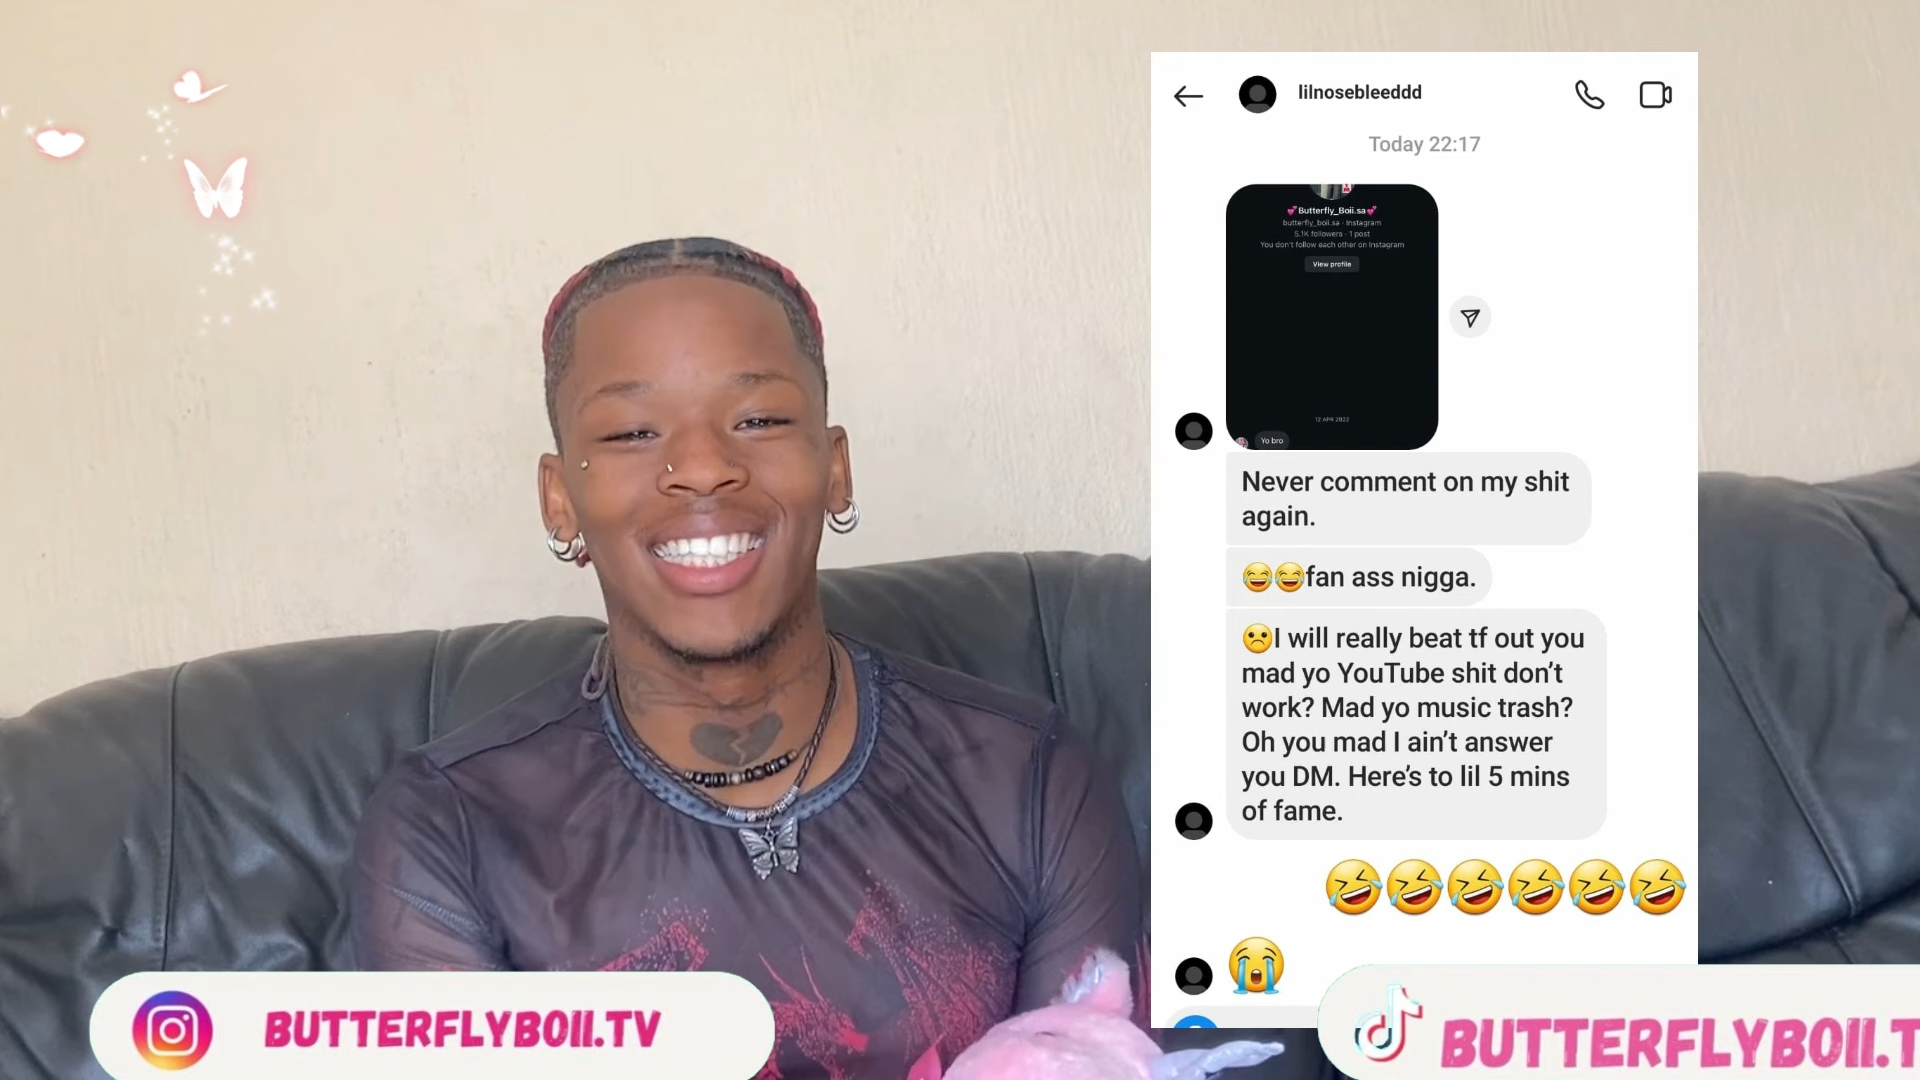 lilnosebleeddd
Today 22:17
💕Butterfly_Boii.sa💕
butterfly_boii.sa · Instagram
5.1K followers · 1 post
You don't follow each other on Instagram
View profile
12 APR 2022
Yo bro
Never comment on my shit
again.
😂😂fan ass nigga.
☹️I will really beat tf out you
mad yo YouTube shit don't
work? Mad yo music trash?
Oh you mad I ain't answer
you DM. Here's to lil 5 mins
of fame.
🤣🤣🤣🤣🤣🤣
😭
BUTTERFLYBOII.TV
BUTTERFLYBOII.T